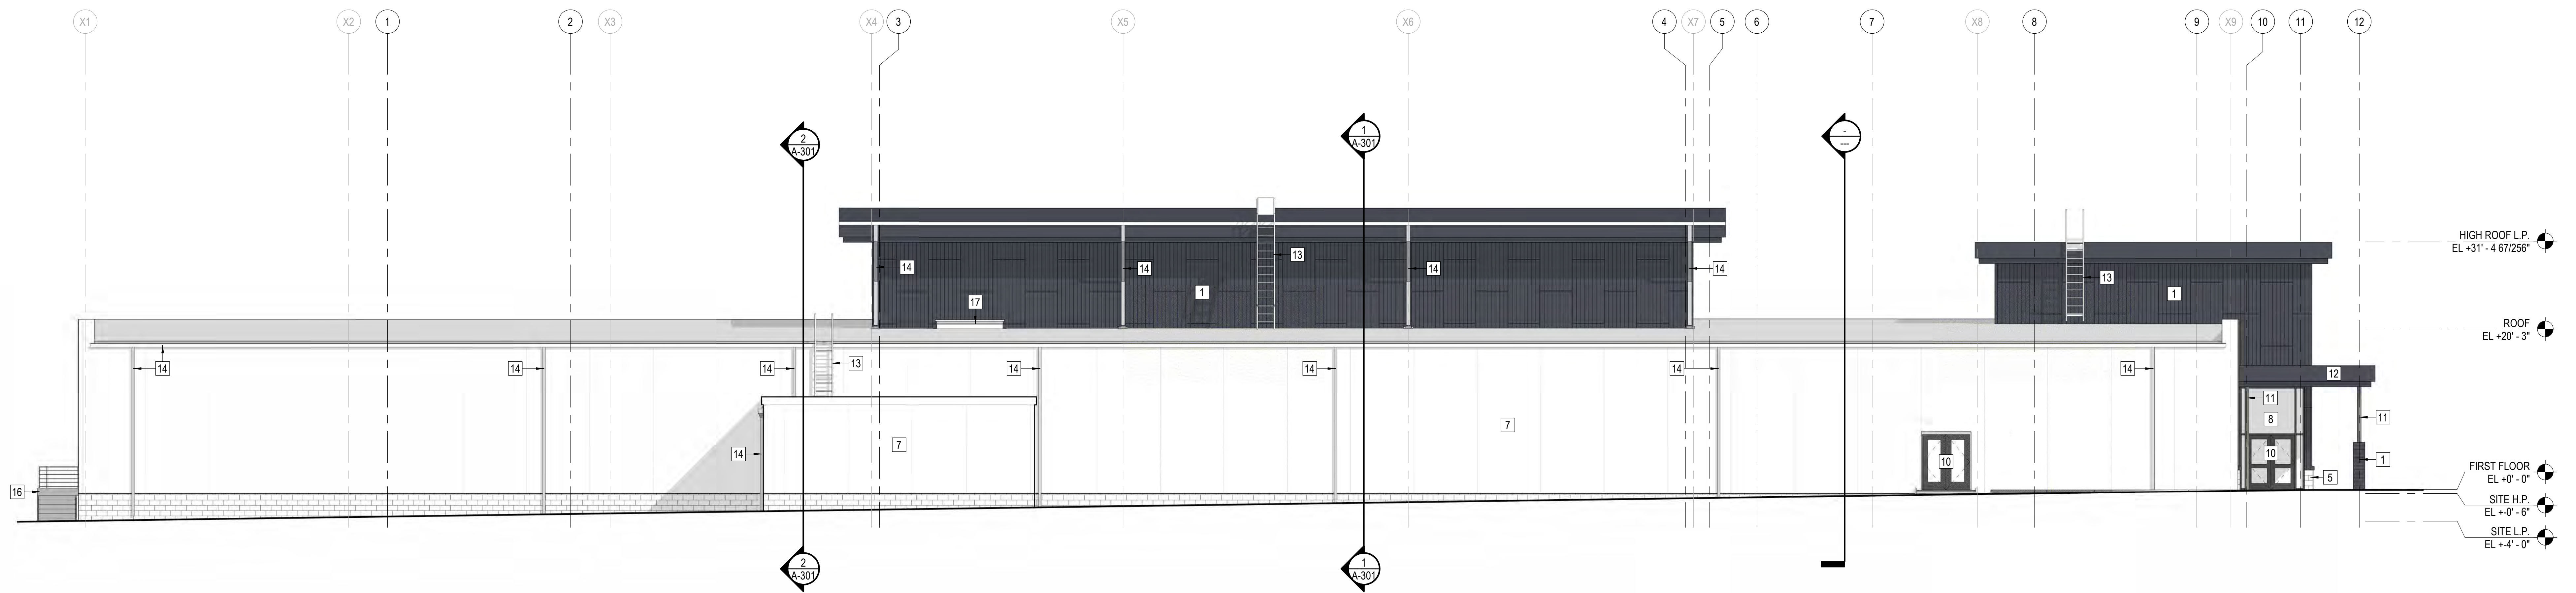 X1
X2
1
2
X3
X4
3
X5
X6
4
X7
5
6
7
X8
8
9
X9
10
11
12
2
A-301
1
A-301
-
---
HIGH ROOF L.P.
EL +31' - 4 67/256"
13
13
14
14
14
14
1
1
17
ROOF
EL +20' - 3"
14
14
14
13
14
14
14
14
12
11
11
8
7
7
14
10
10
1
5
16
FIRST FLOOR
EL +0' - 0"
SITE H.P.
EL +-0' - 6"
SITE L.P.
EL +-4' - 0"
2
A-301
1
A-301